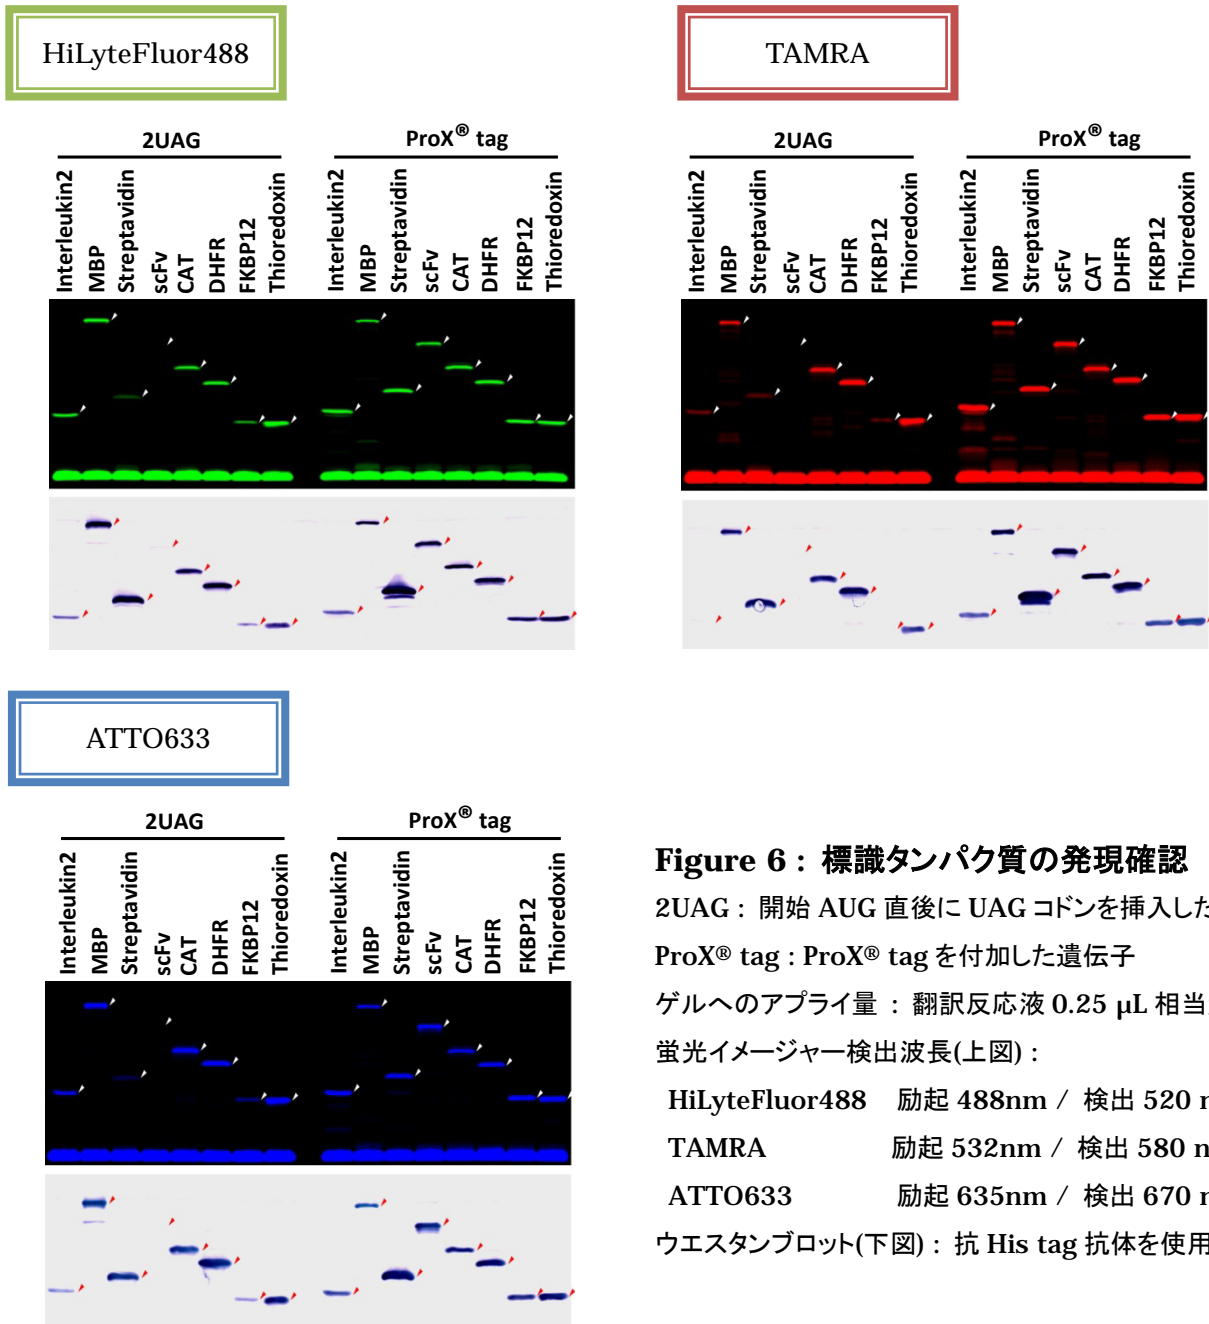 HiLyteFluor488
2UAG
ProX® tag
Interleukin2
MBP
Streptavidin
scFv
CAT
DHFR
FKBP12
Thioredoxin
Interleukin2
MBP
Streptavidin
scFv
CAT
DHFR
FKBP12
Thioredoxin
TAMRA
2UAG
ProX® tag
Interleukin2
MBP
Streptavidin
scFv
CAT
DHFR
FKBP12
Thioredoxin
Interleukin2
MBP
Streptavidin
scFv
CAT
DHFR
FKBP12
Thioredoxin
ATTO633
2UAG
ProX® tag
Interleukin2
MBP
Streptavidin
scFv
CAT
DHFR
FKBP12
Thioredoxin
Interleukin2
MBP
Streptavidin
scFv
CAT
DHFR
FKBP12
Thioredoxin
Figure 6 : 標識タンパク質の発現確認
2UAG : 開始 AUG 直後に UAG コドンを挿入した
ProX® tag : ProX® tag を付加した遺伝子
ゲルへのアプライ量 : 翻訳反応液 0.25 µL 相当
蛍光イメージャー検出波長(上図) :
HiLyteFluor488 励起 488nm / 検出 520 n
TAMRA 励起 532nm / 検出 580 n
ATTO633 励起 635nm / 検出 670 n
ウエスタンブロット(下図) : 抗 His tag 抗体を使用